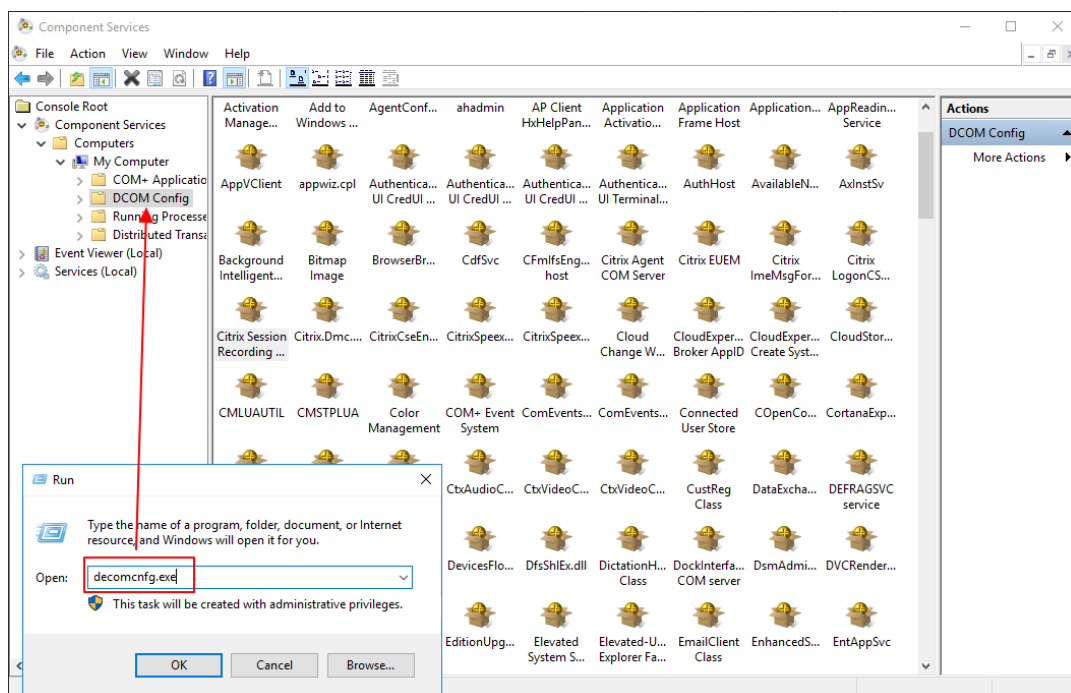 Component Services
File Action View Window Help
Console Root
Component Services
Computers
My Computer
COM+ Applicatio
DCOM Config
Running Processe
Distributed Transa
Event Viewer (Local)
Services (Local)
Activation Add to AgentConf... ahadmin AP Client Application Application Application... AppReadin...
Manage... Windows ... HxHelpPan... Activatio... Frame Host Service
AppVClient appwiz.cpl Authentica... Authentica... Authentica... Authentica... AuthHost AvailableN... AxInstSv
UI CredUI ... UI CredUI ... UI CredUI ... UI Terminal...
Background Bitmap BrowserBr... CdfSvc CFmIfsEng... Citrix Agent Citrix EUEM Citrix Citrix
Intelligent... Image host COM Server ImeMsgFor... LogonCS...
Citrix Session Citrix.Dmc.... CitrixCseEn... CitrixSpeex... CitrixSpeex... Cloud CloudExper... CloudExper... CloudStor...
Recording ... Change W... Broker AppID Create Syst...
CMLUAUTIL CMSTPLUA Color COM+ Event ComEvents... ComEvents... Connected COpenCo... CortanaExp...
Management System User Store
CtxAudioC... CtxVideoC... CtxVideoC... CustReg DataExcha... DEFRAGSVC
Class service
DevicesFlo... DfsShlEx.dll DictationH... DockInterfa... DsmAdmi... DVCRender...
Class COM server
EditionUpg... Elevated Elevated-U... EmailClient EnhancedS... EntAppSvc
System S... Explorer Fa... Class
Actions
DCOM Config
More Actions
Run
Type the name of a program, folder, document, or Internet
resource, and Windows will open it for you.
Open: decomcnfg.exe
This task will be created with administrative privileges.
OK Cancel Browse...